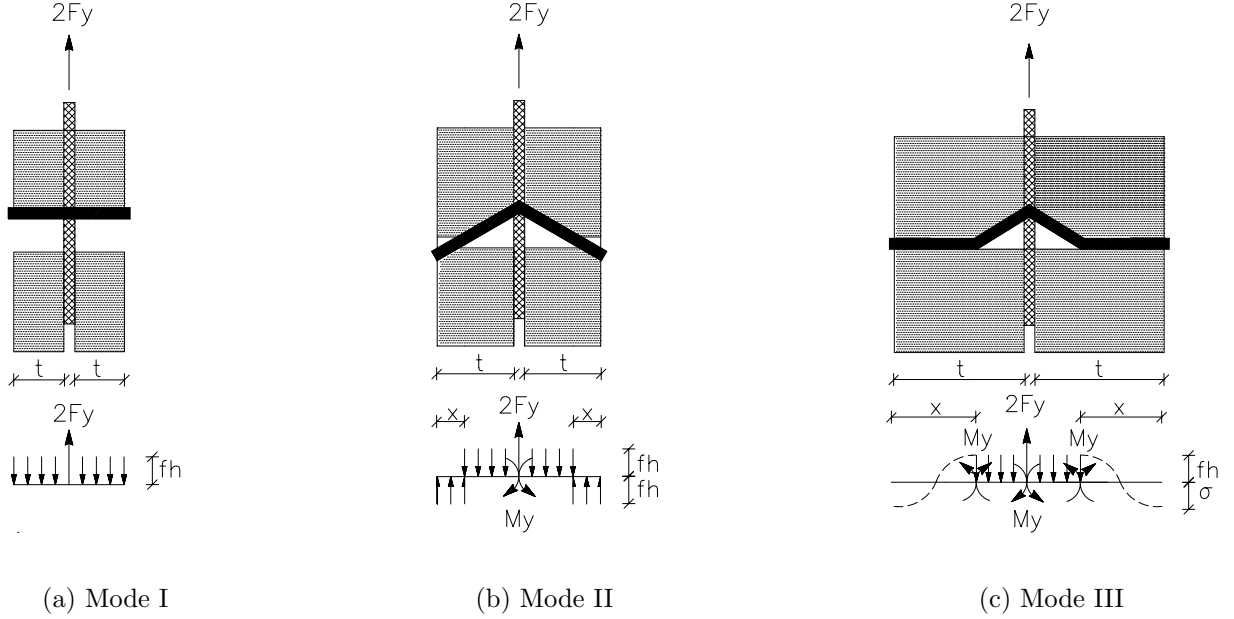 2Fy
2Fy
2Fy
t t
t t
t t
2Fy
fh
x x
2Fy
fh
fh
My
x x
2Fy
My My
fh
σ
My
(a) Mode I
(b) Mode II
(c) Mode III